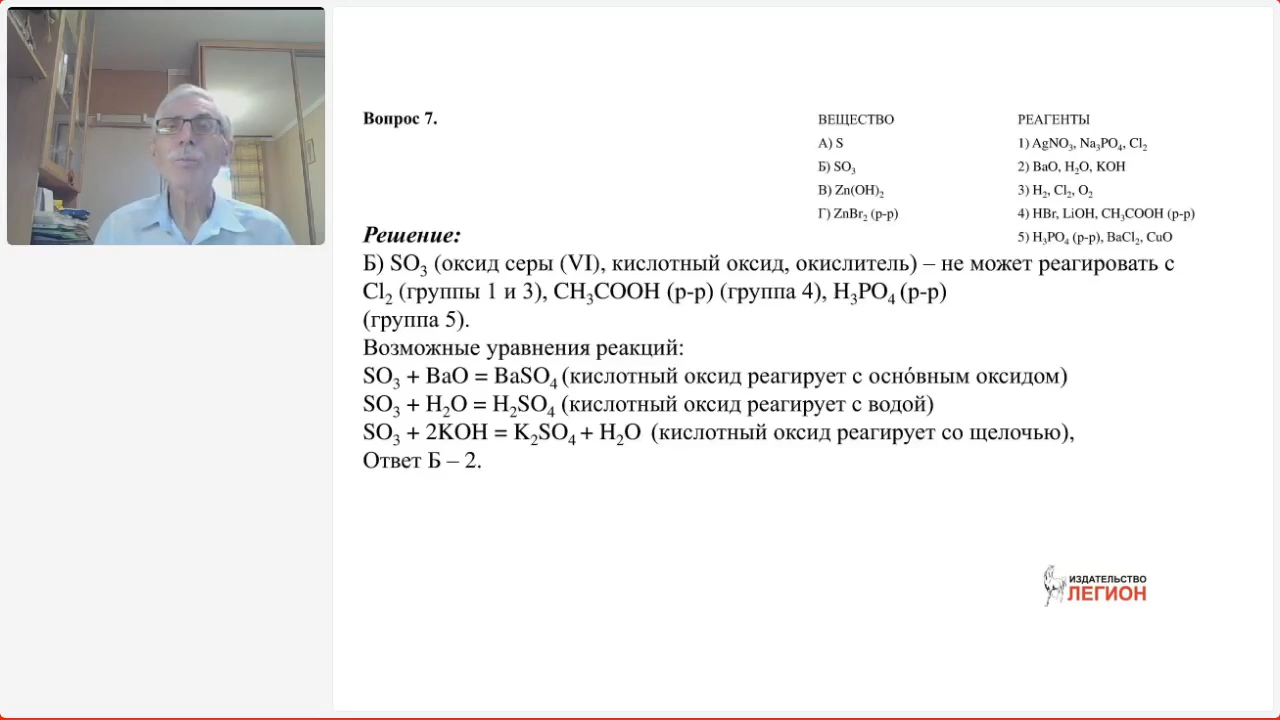 Вопрос 7.
ВЕЩЕСТВО
А) S
Б) SO₃
В) Zn(OH)₂
Г) ZnBr₂ (р-р)
РЕАГЕНТЫ
1) AgNO₃, Na₃PO₄, Cl₂
2) BaO, H₂O, KOH
3) H₂, Cl₂, O₂
4) HBr, LiOH, CH₃COOH (р-р)
5) H₃PO₄ (р-р), BaCl₂, CuO
Решение:
Б) SO₃ (оксид серы (VI), кислотный оксид, окислитель) – не может реагировать с
Cl₂ (группы 1 и 3), CH₃COOH (р-р) (группа 4), H₃PO₄ (р-р)
(группа 5).
Возможные уравнения реакций:
SO₃ + BaO = BaSO₄ (кислотный оксид реагирует с оснóвным оксидом)
SO₃ + H₂O = H₂SO₄ (кислотный оксид реагирует с водой)
SO₃ + 2KOH = K₂SO₄ + H₂O (кислотный оксид реагирует со щелочью),
Ответ Б – 2.
ИЗДАТЕЛЬСТВО
ЛЕГИОН